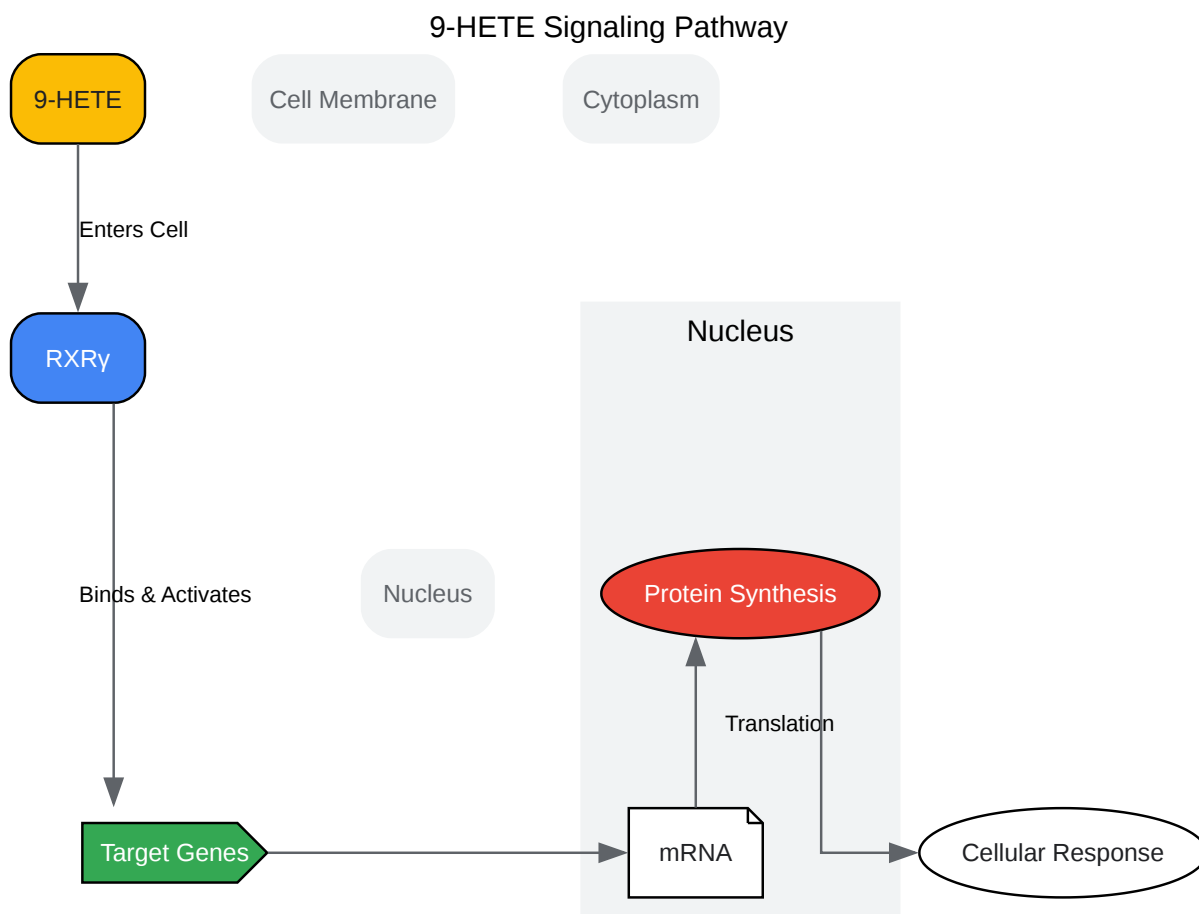 9-HETE Signaling Pathway
9-HETE
Cell Membrane
Cytoplasm
Enters Cell
Nucleus
RXRγ
Binds & Activates
Nucleus
Protein Synthesis
Translation
Target Genes
mRNA
Cellular Response